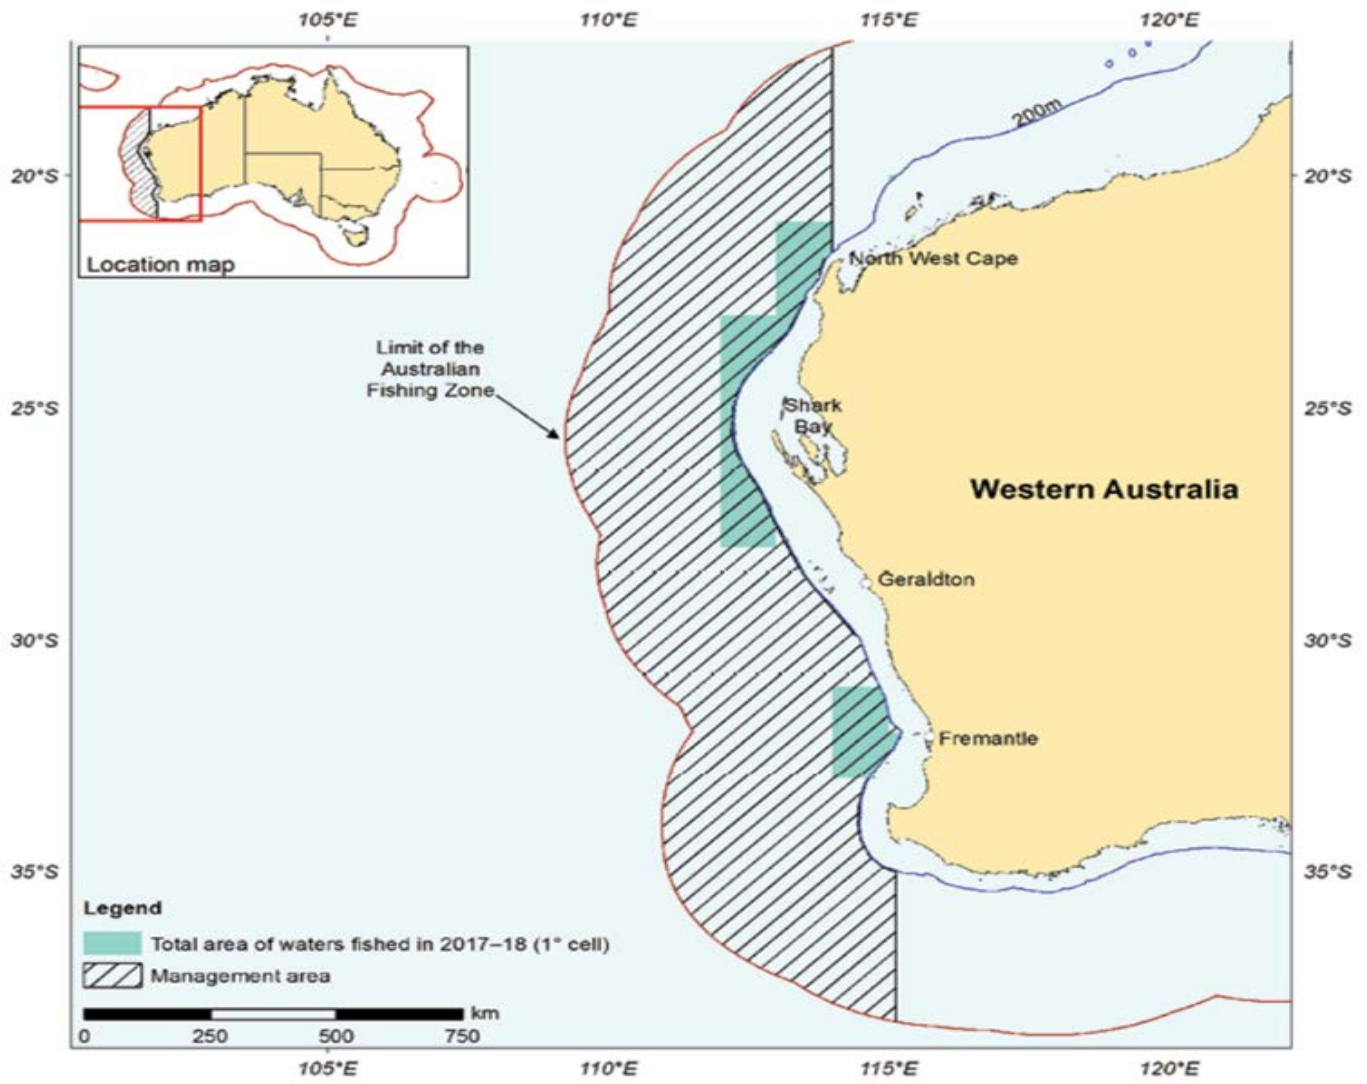 105°E 110°E 115°E 120°E
200m
20°S 20°S
Location map
North West Cape
Limit of the
Australian
Fishing Zone
25°S 25°S
Shark
Bay
Western Australia
Geraldton
30°S 30°S
Fremantle
35°S 35°S
Legend
Total area of waters fished in 2017–18 (1° cell)
Management area
km
0 250 500 750
105°E 110°E 115°E 120°E